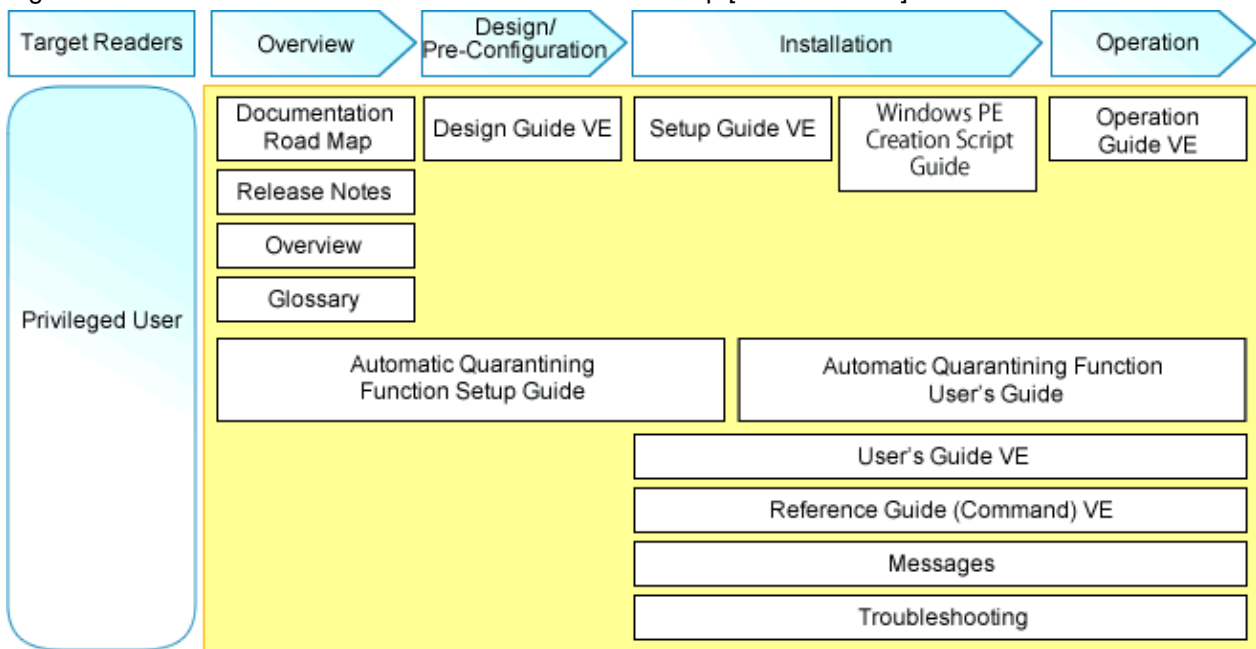 Target Readers
Overview
Design/
Pre-Configuration
Installation
Operation
Privileged User
Documentation
Road Map
Design Guide VE
Setup Guide VE
Windows PE
Creation Script
Guide
Operation
Guide VE
Release Notes
Overview
Glossary
Automatic Quarantining
Function Setup Guide
Automatic Quarantining Function
User's Guide
User's Guide VE
Reference Guide (Command) VE
Messages
Troubleshooting